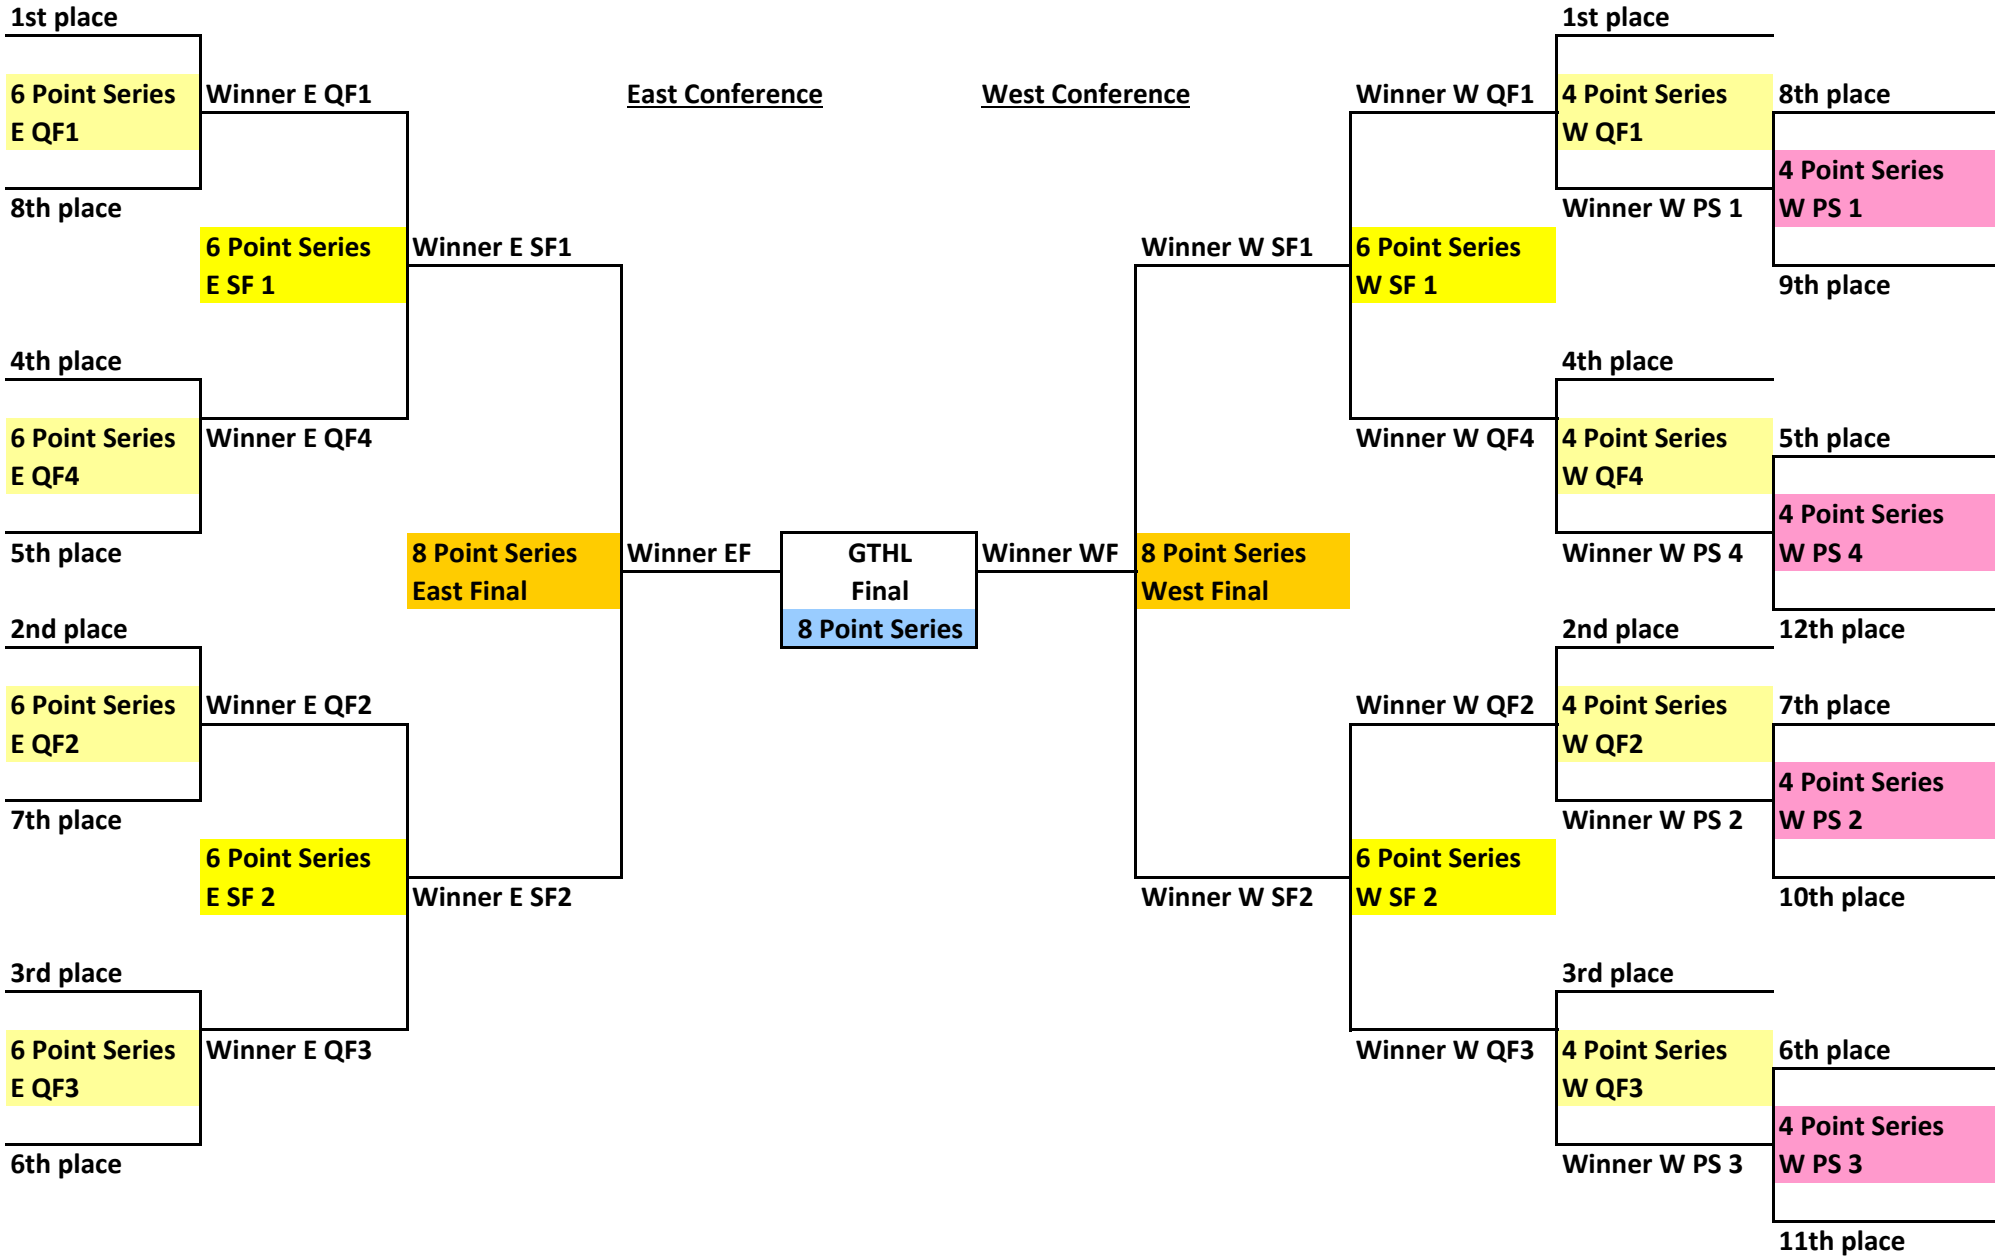 1st place
6 Point Series
E QF1
8th place
Winner E QF1
6 Point Series
E SF 1
4th place
6 Point Series
E QF4
5th place
Winner E QF4
Winner E SF1
8 Point Series
East Final
2nd place
6 Point Series
E QF2
7th place
Winner E QF2
6 Point Series
E SF 2
3rd place
6 Point Series
E QF3
6th place
Winner E QF3
Winner E SF2
East Conference
Winner EF
GTHL
Final
8 Point Series
West Conference
Winner WF
8 Point Series
West Final
Winner W SF1
Winner W SF2
Winner W QF1
6 Point Series
W SF 1
Winner W QF4
Winner W QF2
6 Point Series
W SF 2
Winner W QF3
1st place
4 Point Series
W QF1
Winner W PS 1
8th place
4 Point Series
W PS 1
9th place
4th place
4 Point Series
W QF4
Winner W PS 4
5th place
4 Point Series
W PS 4
12th place
2nd place
4 Point Series
W QF2
Winner W PS 2
7th place
4 Point Series
W PS 2
10th place
3rd place
4 Point Series
W QF3
Winner W PS 3
6th place
4 Point Series
W PS 3
11th place